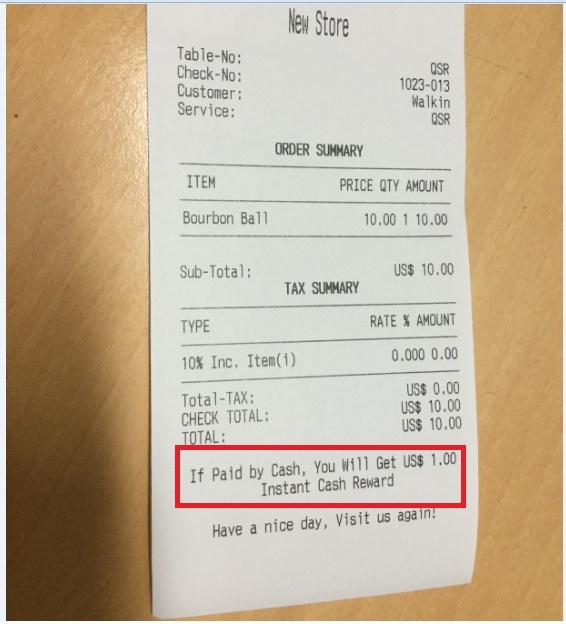 New Store
Table-No: QSR
Check-No: 1023-013
Customer: Walkin
Service: QSR
ORDER SUMMARY
ITEM PRICE QTY AMOUNT
Bourbon Ball 10.00 1 10.00
Sub-Total: US$ 10.00
TAX SUMMARY
TYPE RATE % AMOUNT
10% Inc. Item(i) 0.000 0.00
Total-TAX: US$ 0.00
CHECK TOTAL: US$ 10.00
TOTAL: US$ 10.00
If Paid by Cash, You Will Get US$ 1.00
Instant Cash Reward
Have a nice day, Visit us again!